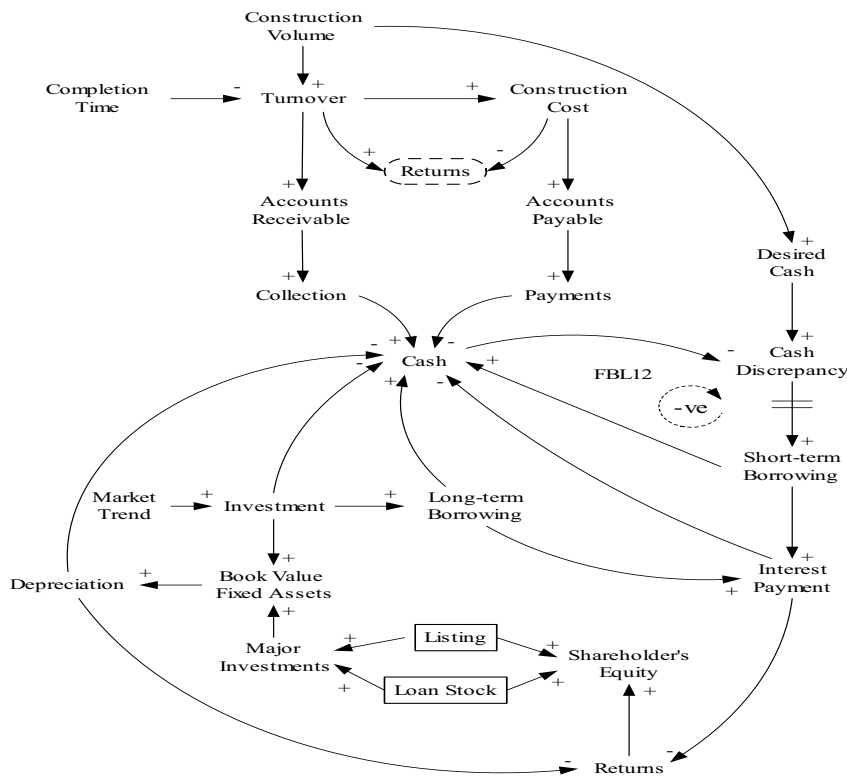 Construction
Volume
Completion
Time
-
+
Turnover
+
Construction
Cost
+
-
Returns
+
Accounts
Receivable
+
Accounts
Payable
+
Desired
Cash
+
Collection
+
Payments
-
+
-
-
Cash
+
+
-
-
+
Cash
Discrepancy
FBL12
-ve
+
Short-term
Borrowing
Market
Trend
+
Investment
+
Long-term
Borrowing
+
Depreciation
+
Book Value
Fixed Assets
+
+
+
Interest
Payment
Major
Investments
+
+
Listing
Loan Stock
+
+
Shareholder's
Equity
+
-
-
Returns